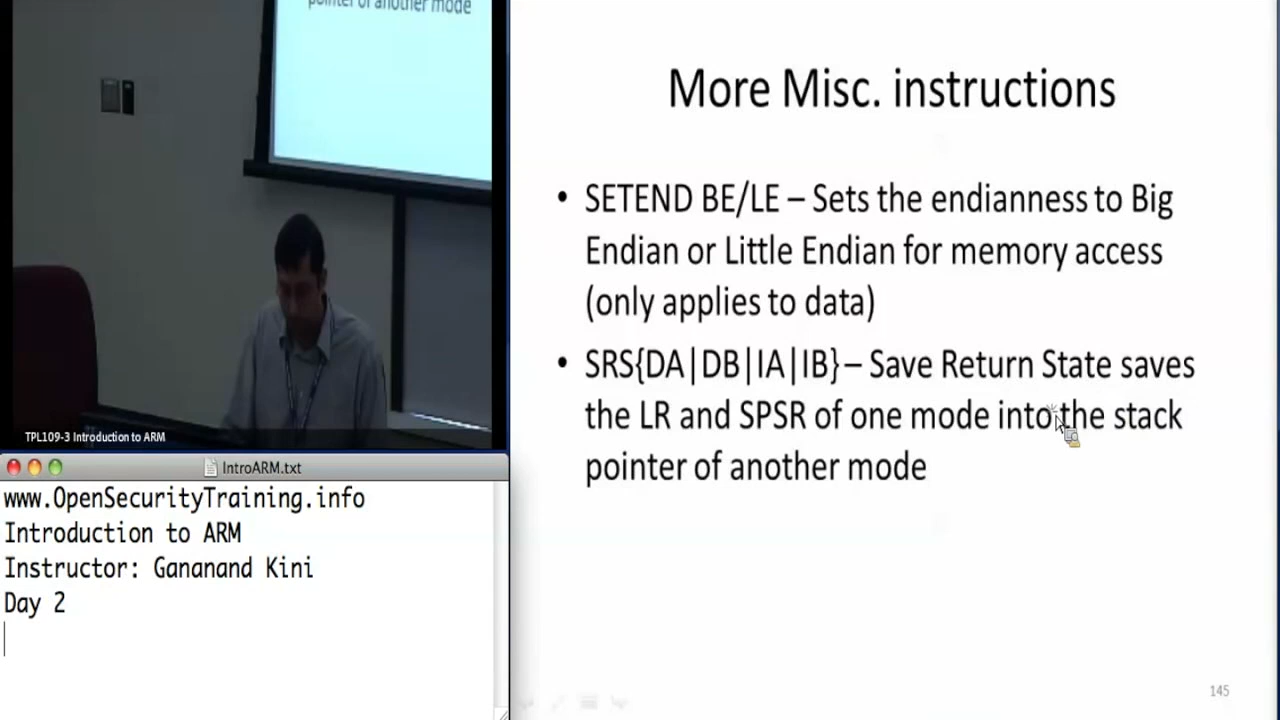 pointer of another mode
TPL109-3 Introduction to ARM
IntroARM.txt
www.OpenSecurityTraining.info
Introduction to ARM
Instructor: Gananand Kini
Day 2
More Misc. instructions
• SETEND BE/LE – Sets the endianness to Big
Endian or Little Endian for memory access
(only applies to data)
• SRS{DA|DB|IA|IB} – Save Return State saves
the LR and SPSR of one mode into the stack
pointer of another mode
145